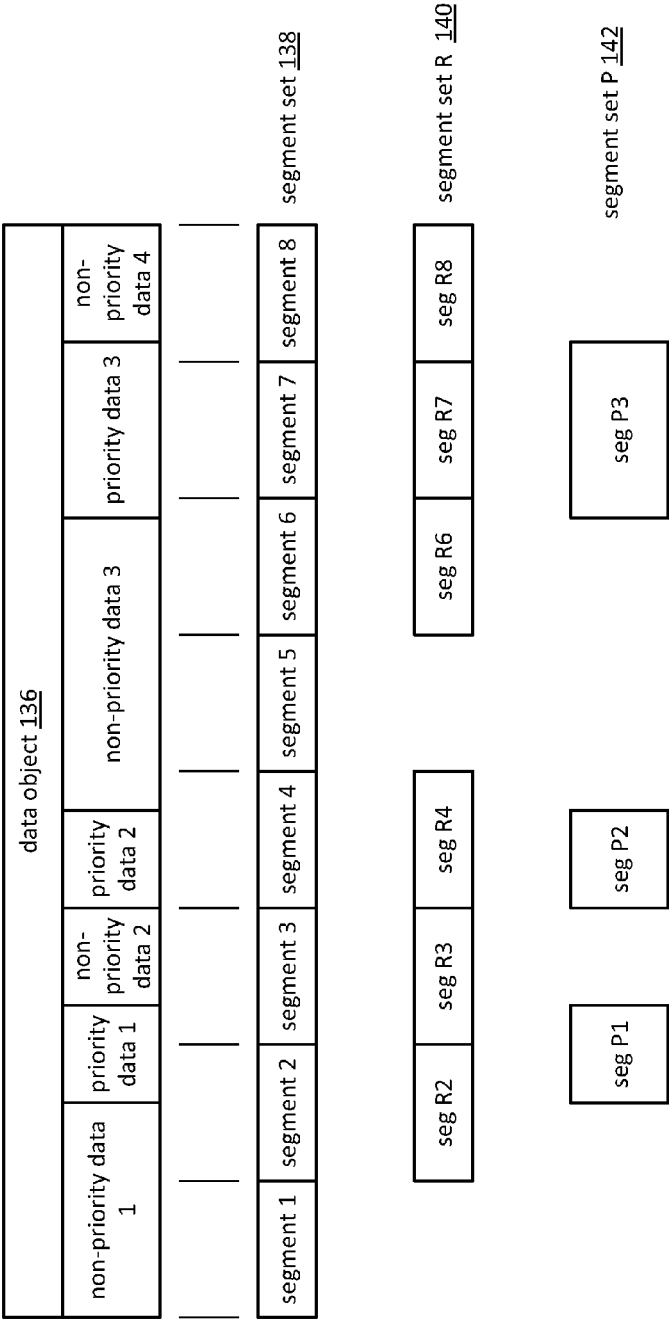 data object 136
non-priority data
1
priority
data 1
non-
priority
data 2
priority
data 2
non-priority data 3
priority data 3
non-
priority
data 4
segment 1
segment 2
segment 3
segment 4
segment 5
segment 6
segment 7
segment 8
segment set 138
seg R2
seg R3
seg R4
seg R6
seg R7
seg R8
segment set R 140
seg P1
seg P2
seg P3
segment set P 142